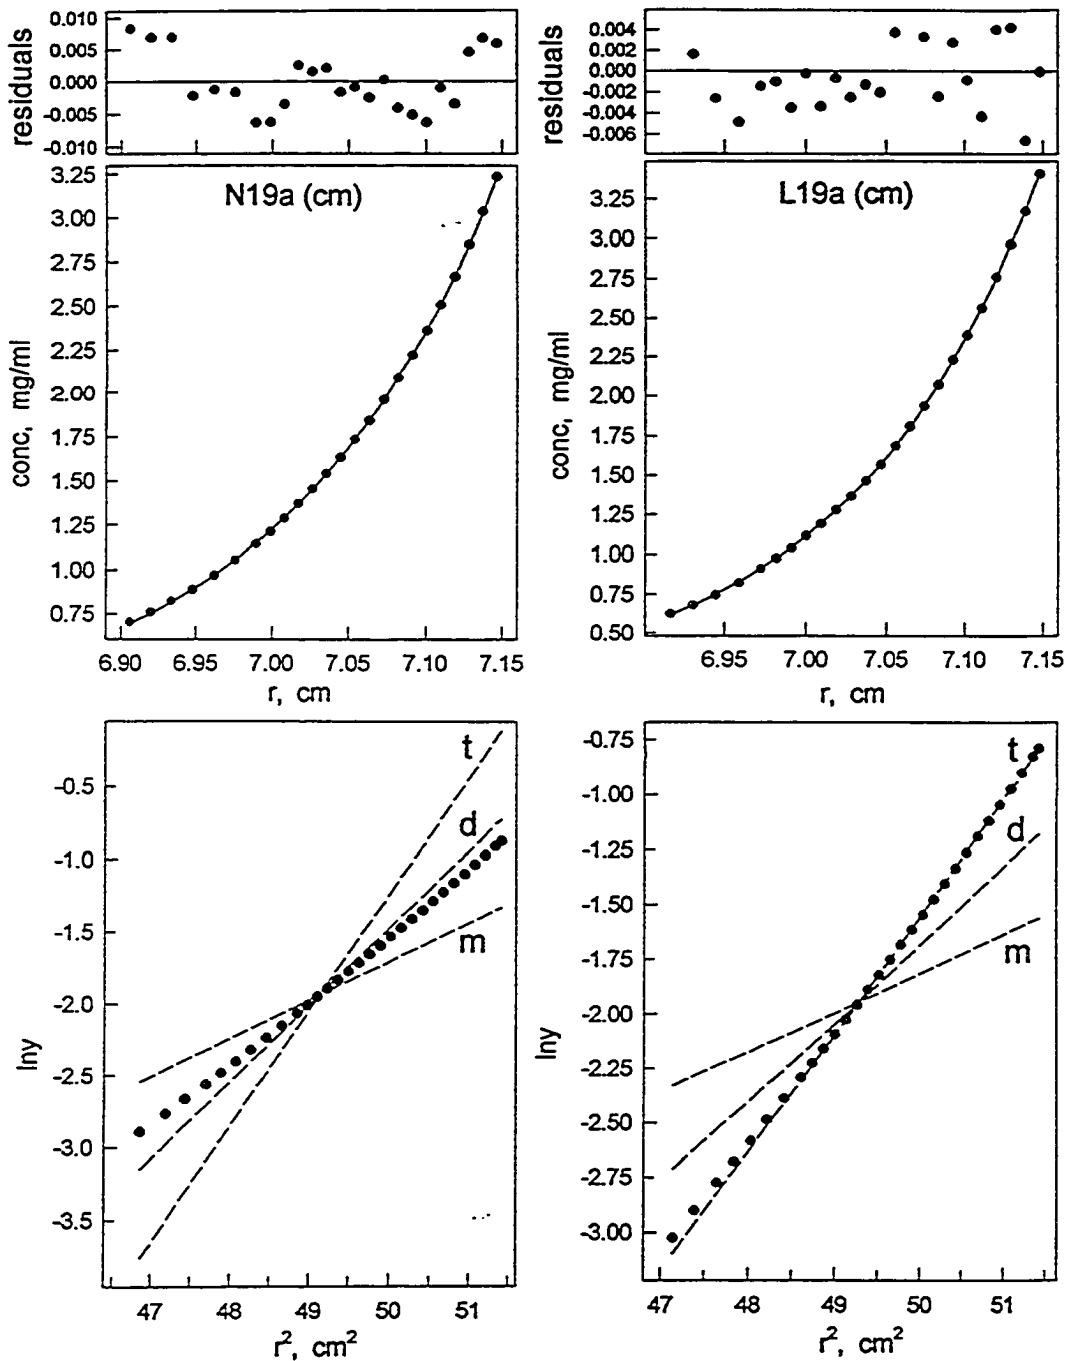 residuals
0.010
0.005
0.000
-0.005
-0.010
N19a (cm)
conc, mg/ml
3.25
3.00
2.75
2.50
2.25
2.00
1.75
1.50
1.25
1.00
0.75
6.90 6.95 7.00 7.05 7.10 7.15
r, cm
residuals
0.004
0.002
0.000
-0.002
-0.004
-0.006
L19a (cm)
conc, mg/ml
3.25
3.00
2.75
2.50
2.25
2.00
1.75
1.50
1.25
1.00
0.75
0.50
6.95 7.00 7.05 7.10 7.15
r, cm
lny
-0.5
-1.0
-1.5
-2.0
-2.5
-3.0
-3.5
t
d
m
47 48 49 50 51
r², cm²
lny
-0.75
-1.00
-1.25
-1.50
-1.75
-2.00
-2.25
-2.50
-2.75
-3.00
t
d
m
47 48 49 50 51
r², cm²